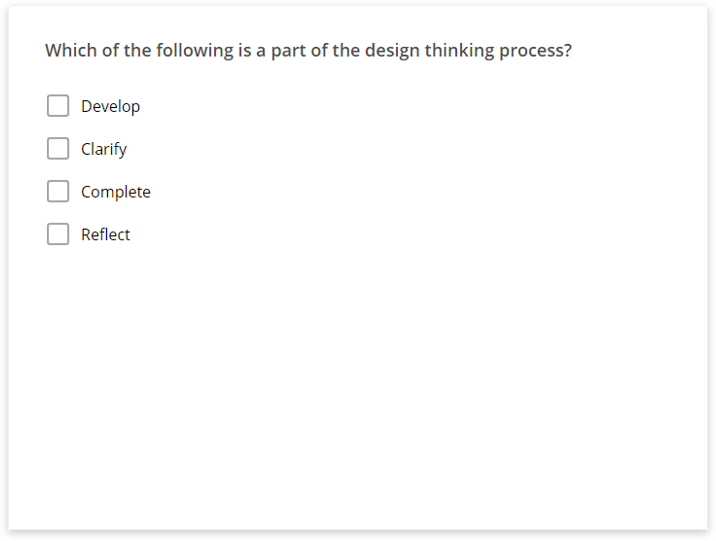 Which of the following is a part of the design thinking process?
Develop
Clarify
Complete
Reflect